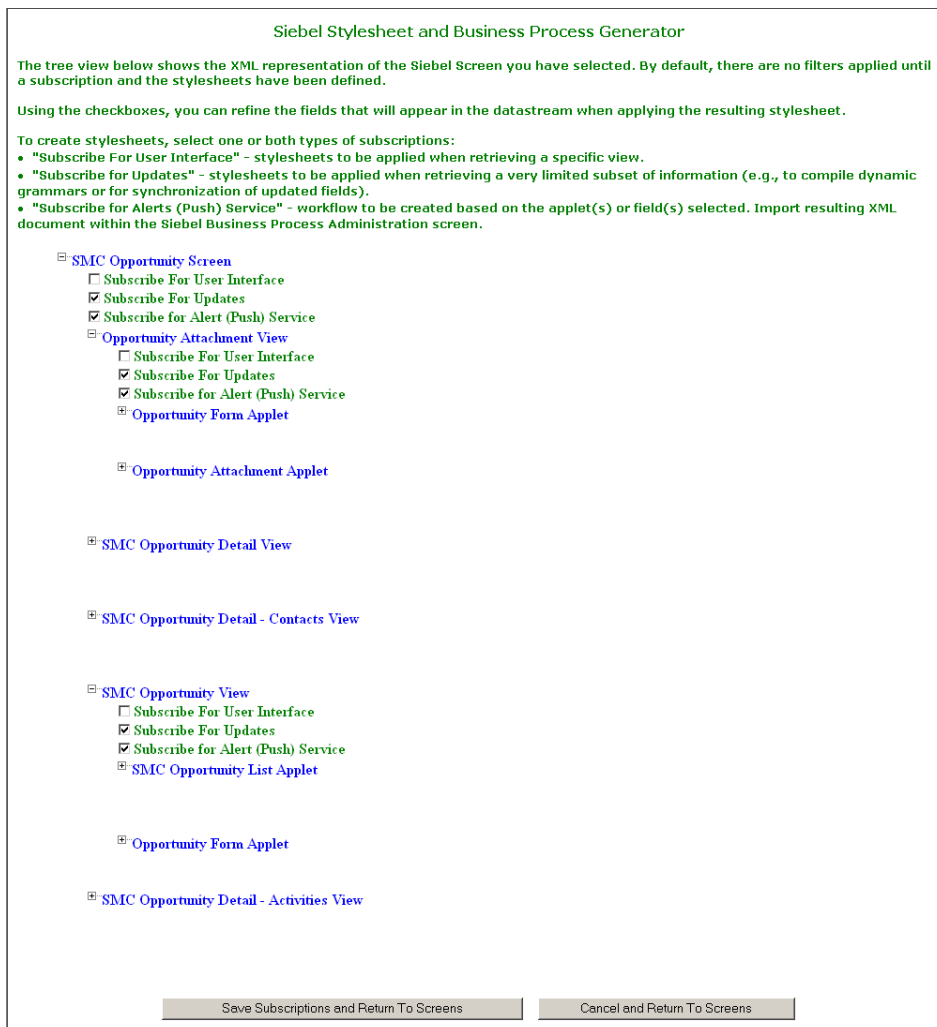 Siebel Stylesheet and Business Process Generator
The tree view below shows the XML representation of the Siebel Screen you have selected. By default, there are no filters applied until
a subscription and the stylesheets have been defined.
Using the checkboxes, you can refine the fields that will appear in the datastream when applying the resulting stylesheet.
To create stylesheets, select one or both types of subscriptions:
• "Subscribe For User Interface" - stylesheets to be applied when retrieving a specific view.
• "Subscribe for Updates" - stylesheets to be applied when retrieving a very limited subset of information (e.g., to compile dynamic
grammars or for synchronization of updated fields).
• "Subscribe for Alerts (Push) Service" - workflow to be created based on the applet(s) or field(s) selected. Import resulting XML
document within the Siebel Business Process Administration screen.
SMC Opportunity Screen
Subscribe For User Interface
Subscribe For Updates
Subscribe for Alert (Push) Service
Opportunity Attachment View
Subscribe For User Interface
Subscribe For Updates
Subscribe for Alert (Push) Service
Opportunity Form Applet
Opportunity Attachment Applet
SMC Opportunity Detail View
SMC Opportunity Detail - Contacts View
SMC Opportunity View
Subscribe For User Interface
Subscribe For Updates
Subscribe for Alert (Push) Service
SMC Opportunity List Applet
Opportunity Form Applet
SMC Opportunity Detail - Activities View
Save Subscriptions and Return To Screens Cancel and Return To Screens